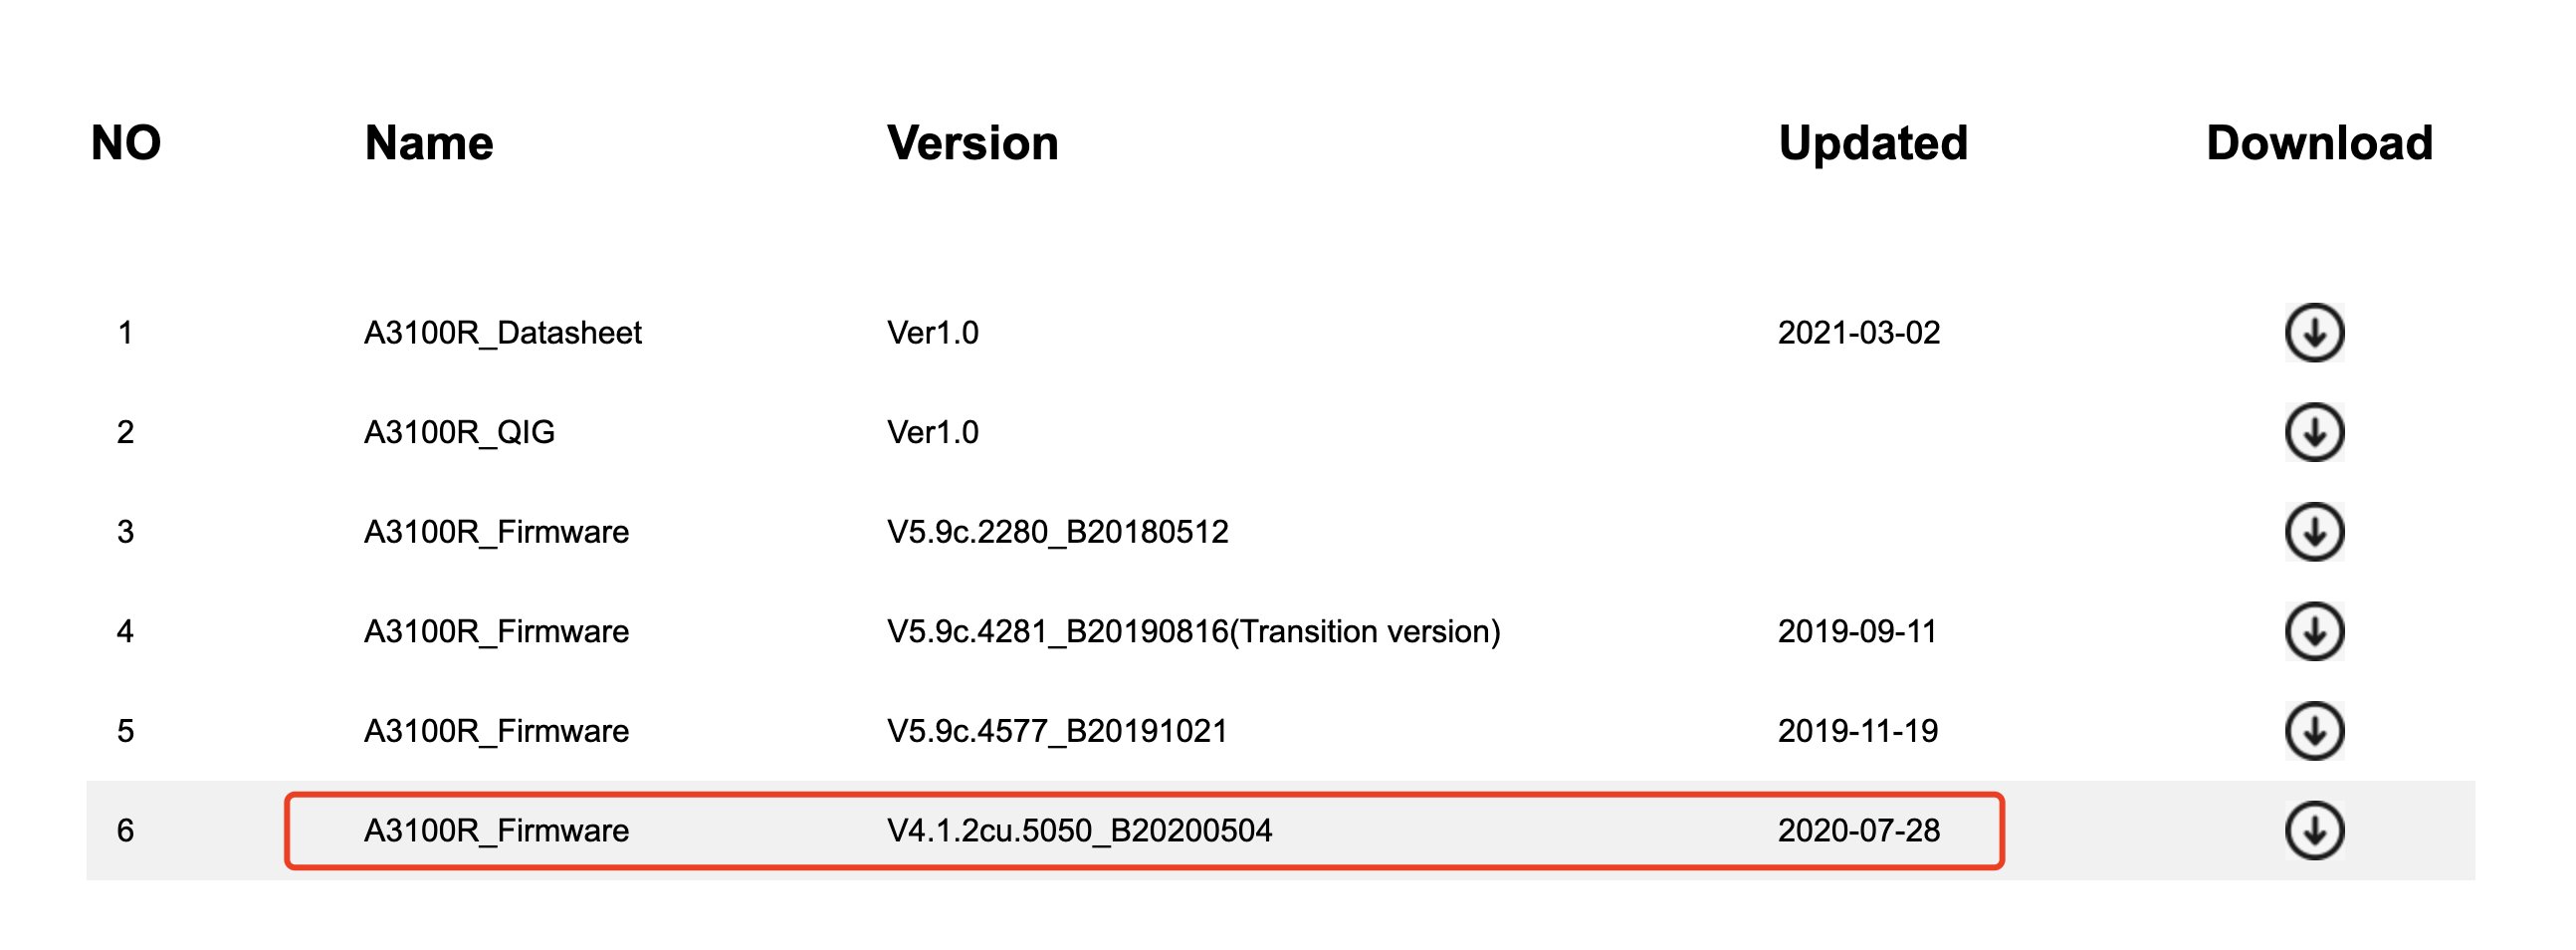 NO Name Version Updated Download
1 A3100R_Datasheet Ver1.0 2021-03-02
2 A3100R_QIG Ver1.0
3 A3100R_Firmware V5.9c.2280_B20180512
4 A3100R_Firmware V5.9c.4281_B20190816(Transition version) 2019-09-11
5 A3100R_Firmware V5.9c.4577_B20191021 2019-11-19
6 A3100R_Firmware V4.1.2cu.5050_B20200504 2020-07-28